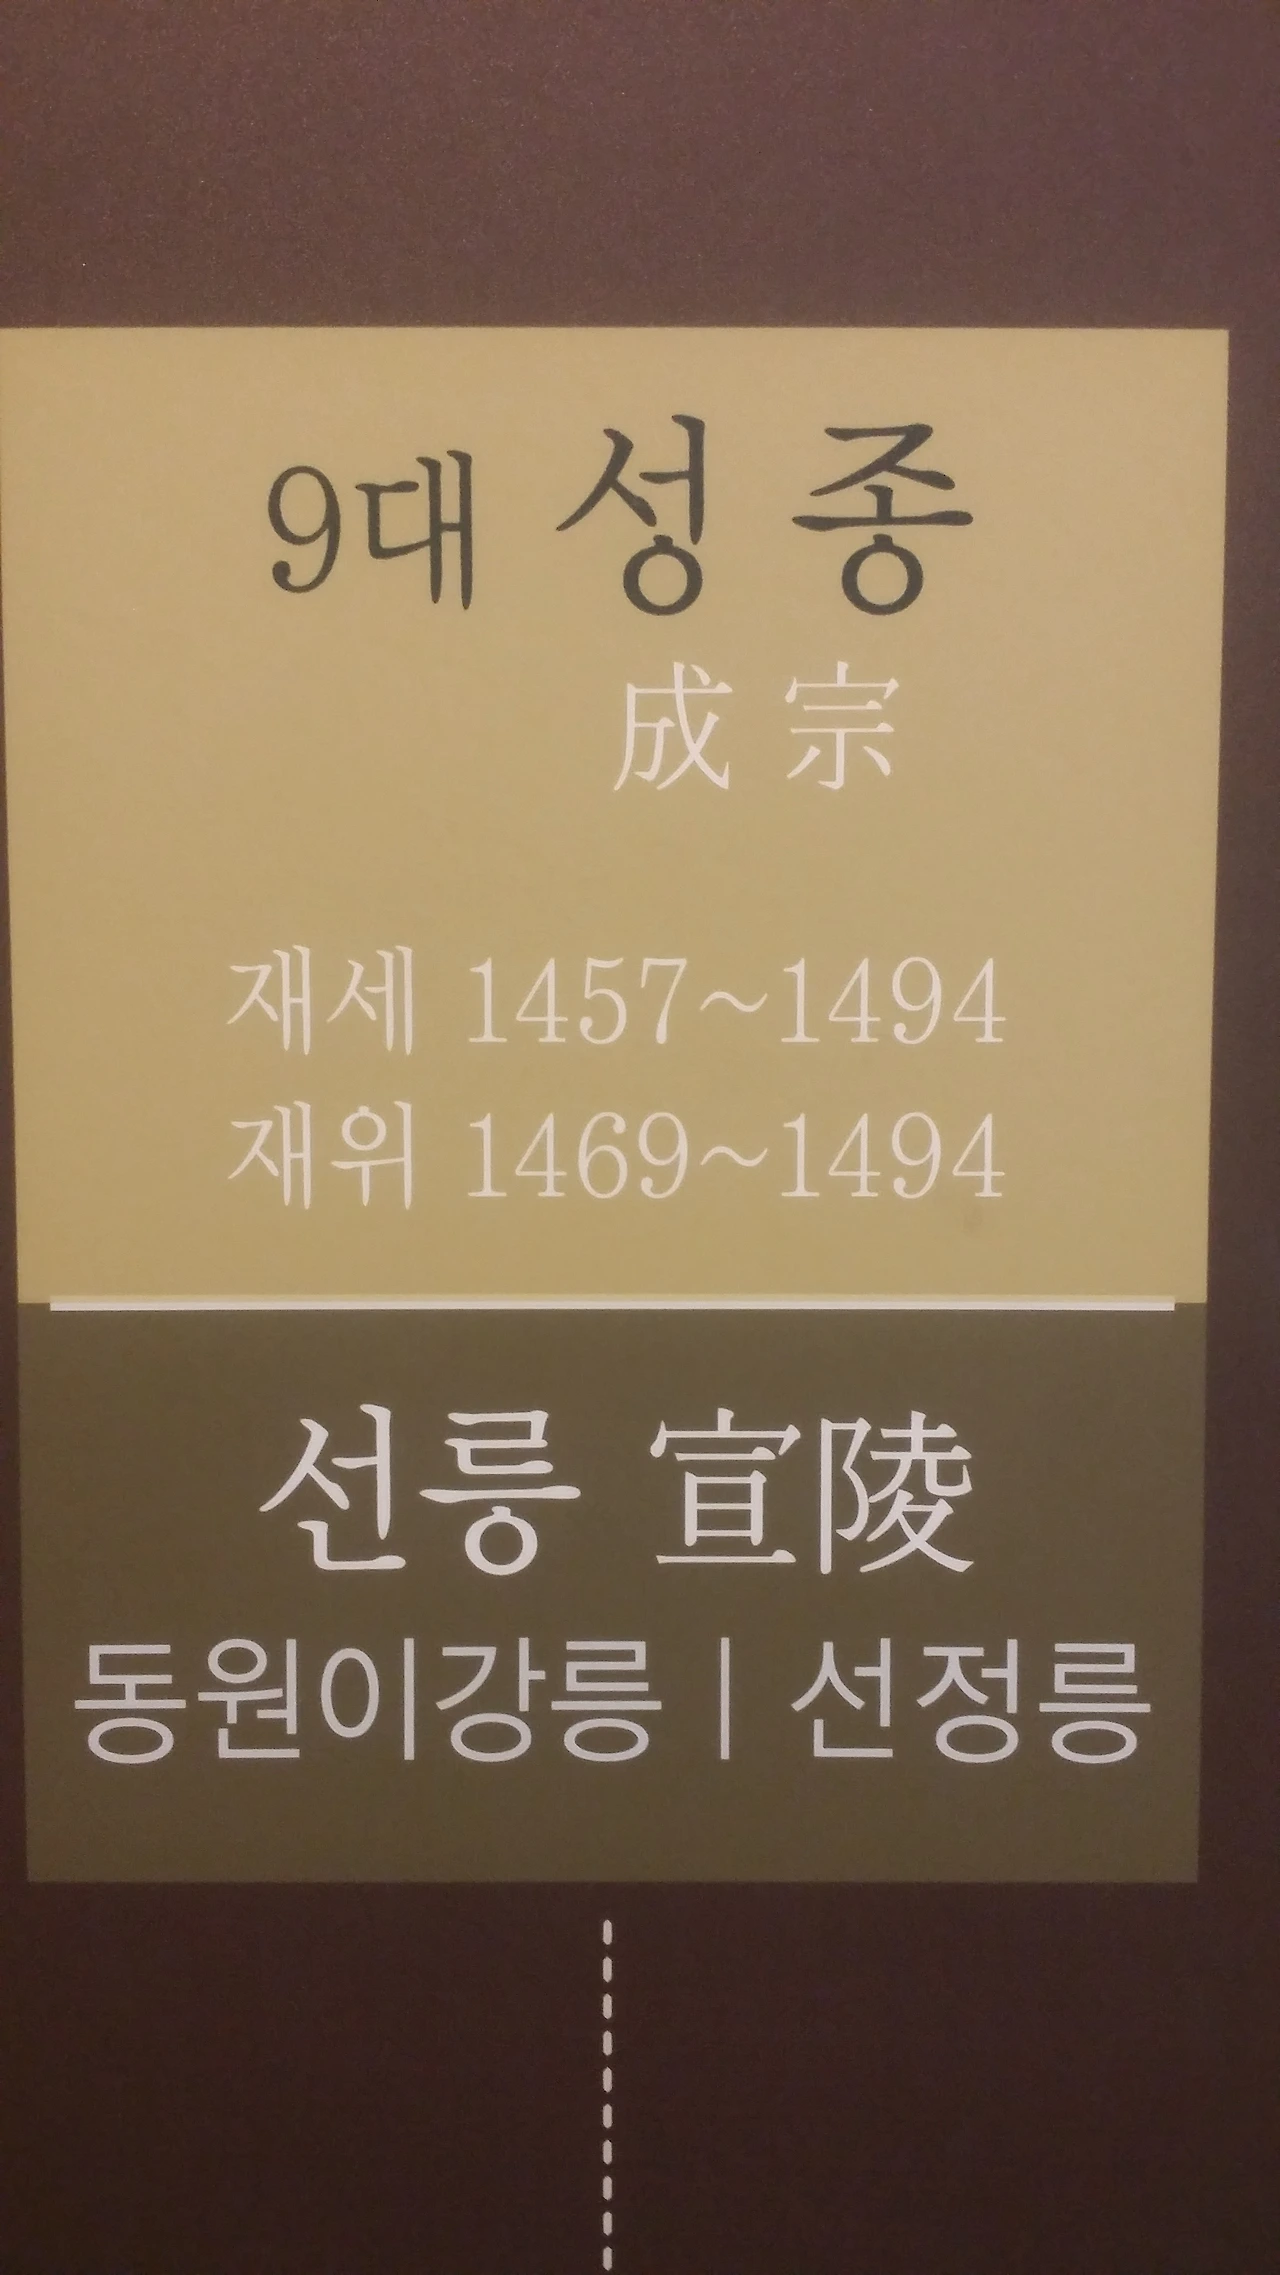 9대 성 종
成 宗
재세 1457~1494
재위 1469~1494
선릉 宣陵
동원이강릉 | 선정릉